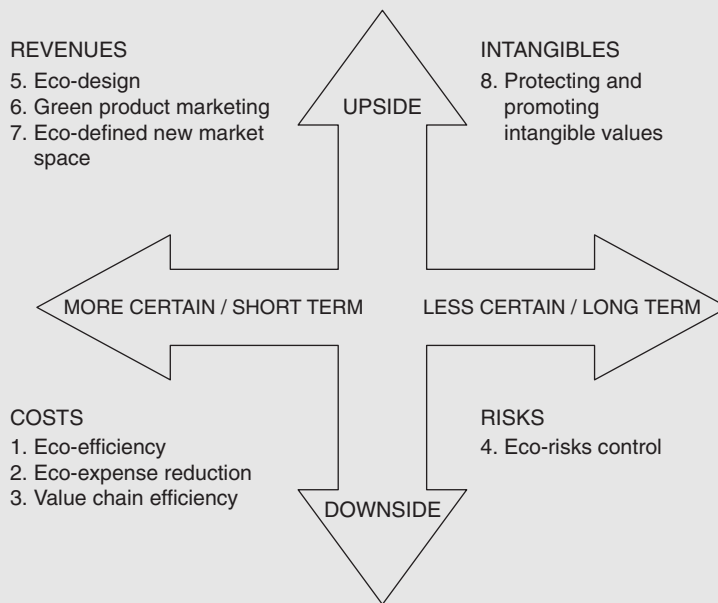 REVENUES
5. Eco-design
6. Green product marketing
7. Eco-defined new market
space
UPSIDE
INTANGIBLES
8. Protecting and
promoting
intangible values
MORE CERTAIN / SHORT TERM
LESS CERTAIN / LONG TERM
COSTS
1. Eco-efficiency
2. Eco-expense reduction
3. Value chain efficiency
RISKS
4. Eco-risks control
DOWNSIDE